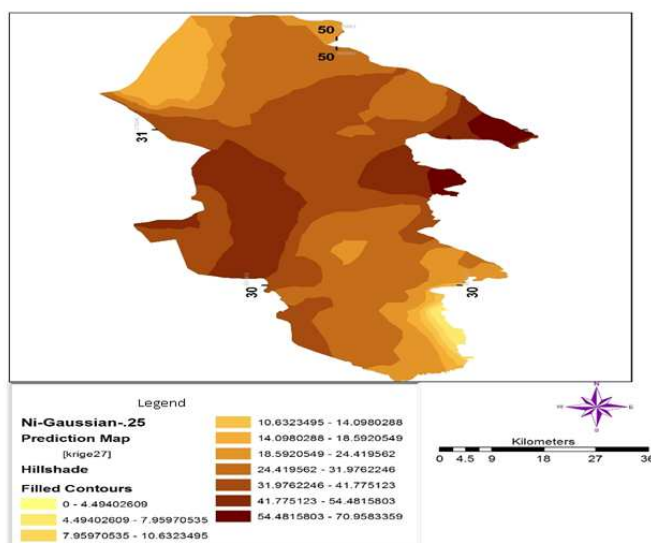 50
50
31
30
30
Legend
Ni-Gaussian-.25
Prediction Map
[krige27]
Hillshade
Filled Contours
0 - 4.49402609
4.49402609 - 7.95970535
7.95970535 - 10.6323495
10.6323495 - 14.0980288
14.0980288 - 18.5920549
18.5920549 - 24.419562
24.419562 - 31.9762246
31.9762246 - 41.775123
41.775123 - 54.4815803
54.4815803 - 70.9583359
N
W
E
S
Kilometers
0 4.5 9 18 27 36